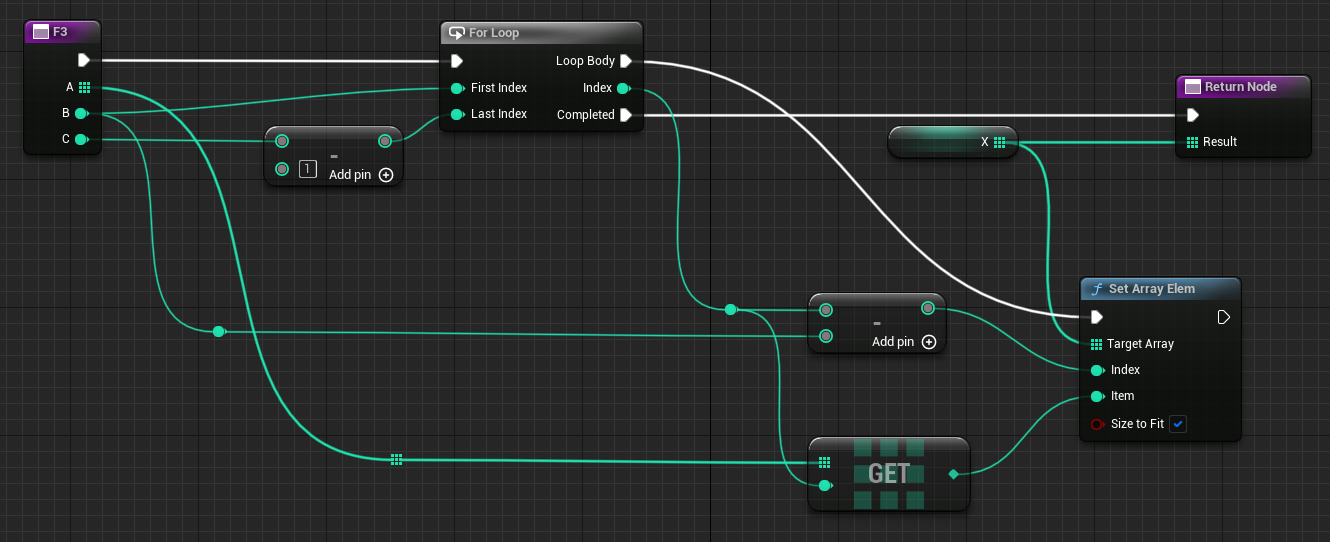 F3
A
B
C
-
1
Add pin
For Loop
First Index
Last Index
Loop Body
Index
Completed
X
Return Node
Result
-
Add pin
GET
Set Array Elem
Target Array
Index
Item
Size to Fit